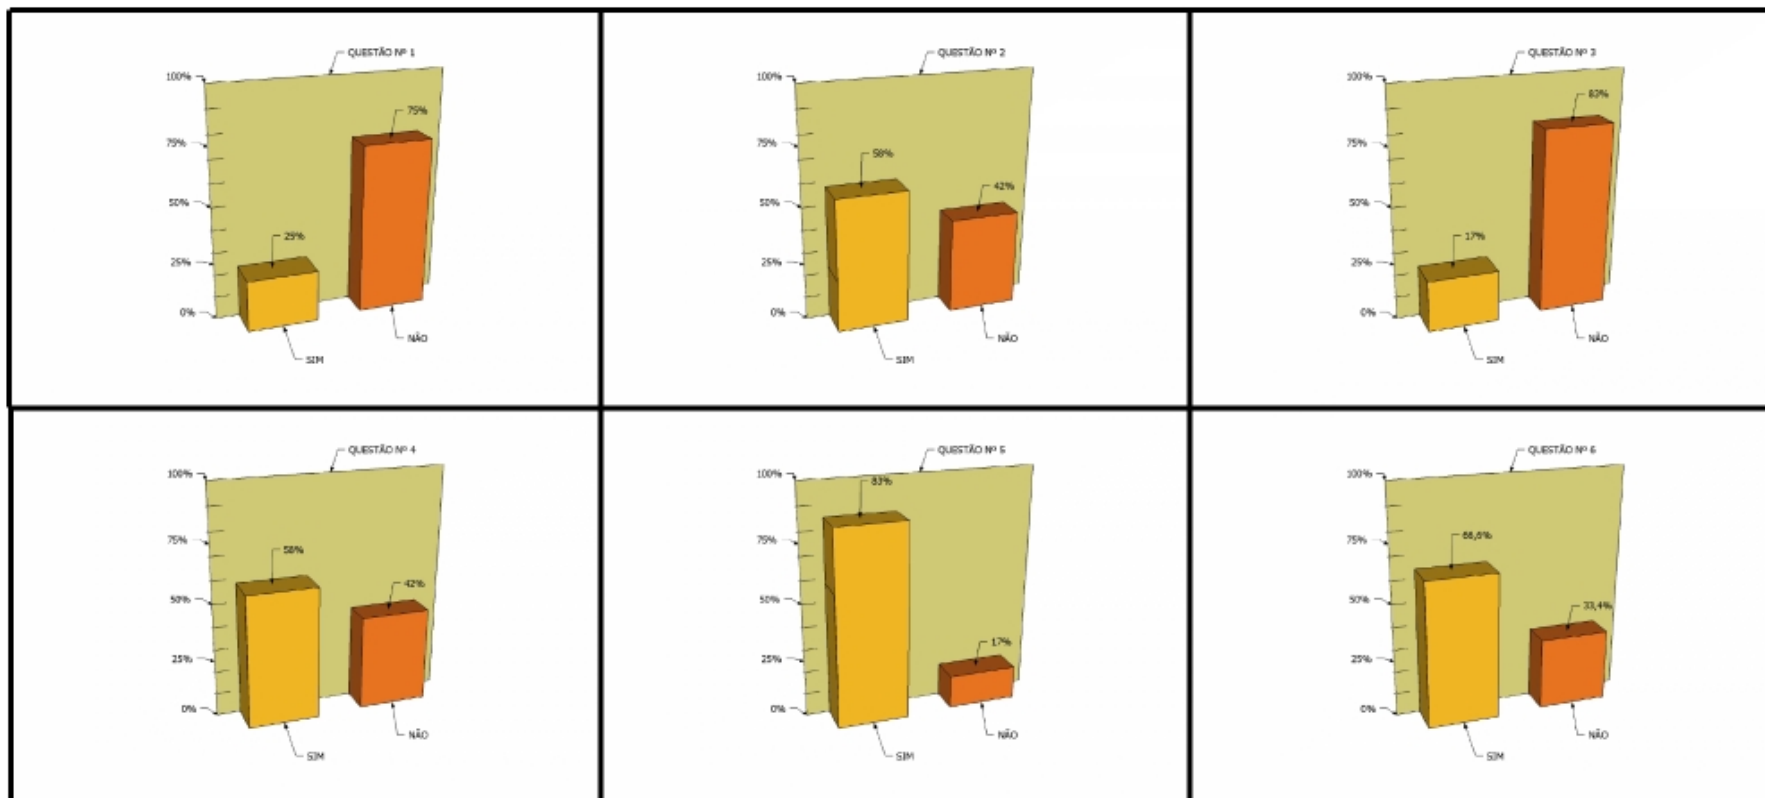 QUESTÃO Nº 1
100%
75%
75%
50%
25%
25%
0%
NÃO
SIM
QUESTÃO Nº 2
100%
75%
58%
50%
42%
25%
0%
NÃO
SIM
QUESTÃO Nº 3
100%
83%
75%
50%
17%
25%
0%
NÃO
SIM
QUESTÃO Nº 4
100%
75%
58%
50%
42%
25%
0%
NÃO
SIM
QUESTÃO Nº 5
100%
83%
75%
50%
17%
25%
0%
NÃO
SIM
QUESTÃO Nº 6
100%
75%
66,6%
50%
33,4%
25%
0%
NÃO
SIM